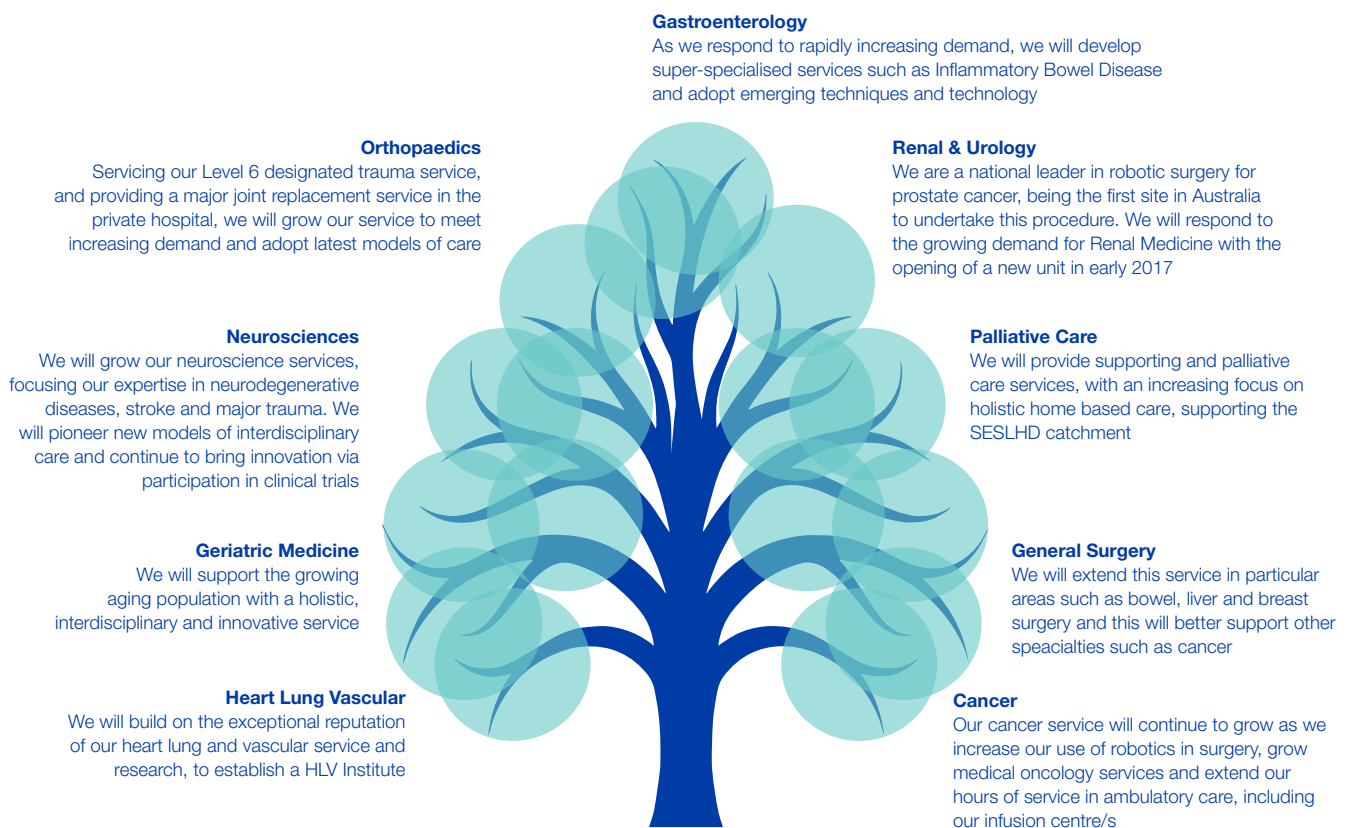 Gastroenterology
As we respond to rapidly increasing demand, we will develop
super-specialised services such as Inflammatory Bowel Disease
and adopt emerging techniques and technology
Orthopaedics
Servicing our Level 6 designated trauma service,
and providing a major joint replacement service in the
private hospital, we will grow our service to meet
increasing demand and adopt latest models of care
Renal & Urology
We are a national leader in robotic surgery for
prostate cancer, being the first site in Australia
to undertake this procedure. We will respond to
the growing demand for Renal Medicine with the
opening of a new unit in early 2017
Neurosciences
We will grow our neuroscience services,
focusing our expertise in neurodegenerative
diseases, stroke and major trauma. We
will pioneer new models of interdisciplinary
care and continue to bring innovation via
participation in clinical trials
Palliative Care
We will provide supporting and palliative
care services, with an increasing focus on
holistic home based care, supporting the
SESLHD catchment
Geriatric Medicine
We will support the growing
aging population with a holistic,
interdisciplinary and innovative service
General Surgery
We will extend this service in particular
areas such as bowel, liver and breast
surgery and this will better support other
speacialties such as cancer
Heart Lung Vascular
We will build on the exceptional reputation
of our heart lung and vascular service and
research, to establish a HLV Institute
Cancer
Our cancer service will continue to grow as we
increase our use of robotics in surgery, grow
medical oncology services and extend our
hours of service in ambulatory care, including
our infusion centre/s